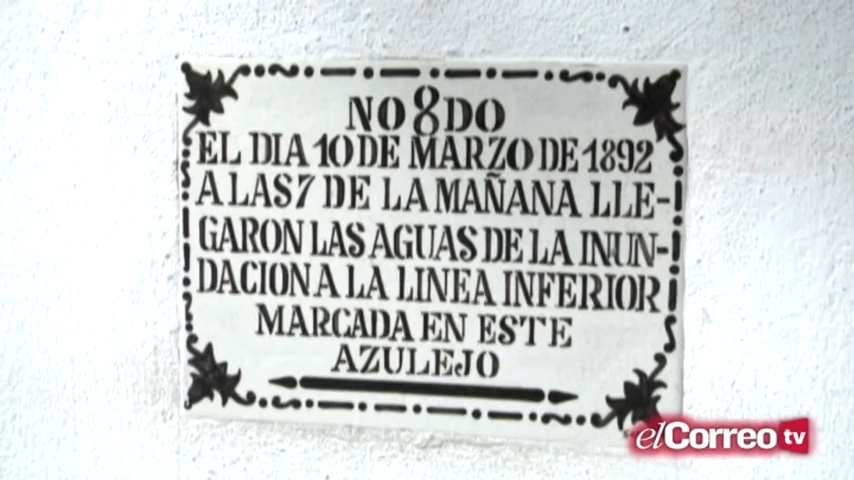 NO8DO
EL DIA 10 DE MARZO DE 1892
A LAS 7 DE LA MAÑANA LLE-
GARON LAS AGUAS DE LA INUN-
DACION A LA LINEA INFERIOR
MARCADA EN ESTE
AZULEJO
elCorreo tv